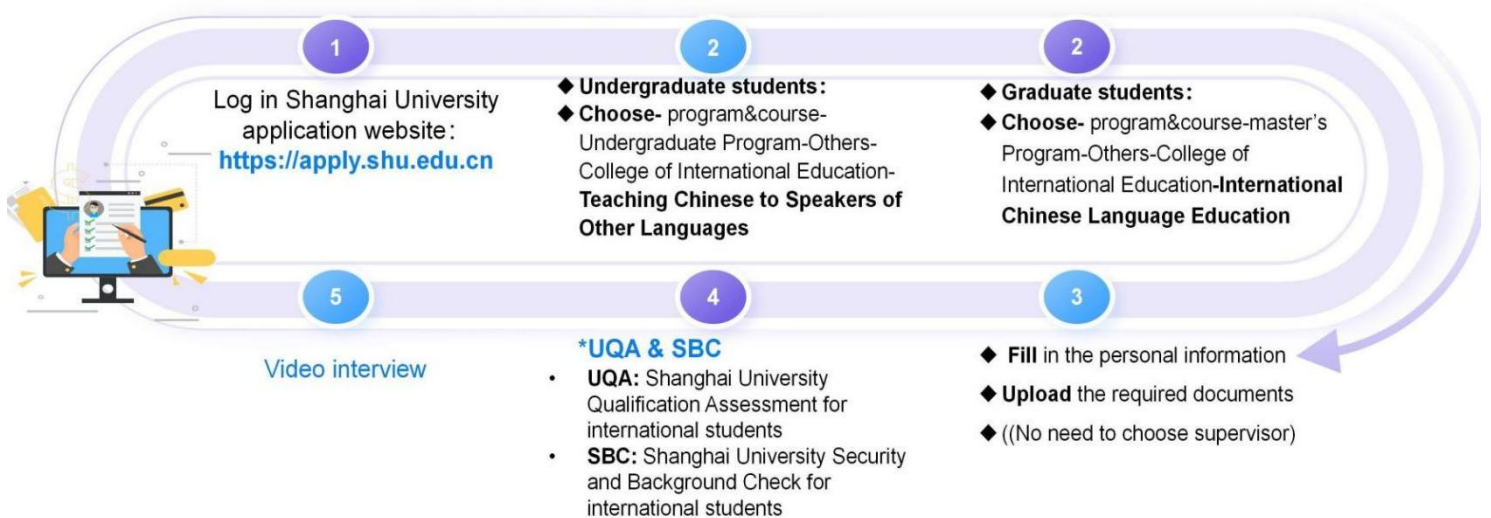 1
Log in Shanghai University
application website:
https://apply.shu.edu.cn
2
◆ Undergraduate students:
◆ Choose- program&course-
Undergraduate Program-Others-
College of International Education-
Teaching Chinese to Speakers of
Other Languages
2
◆ Graduate students:
◆ Choose- program&course-master's
Program-Others-College of
International Education-International
Chinese Language Education
3
◆ Fill in the personal information
◆ Upload the required documents
◆ ((No need to choose supervisor)
4
*UQA & SBC
• UQA: Shanghai University
Qualification Assessment for
international students
• SBC: Shanghai University Security
and Background Check for
international students
5
Video interview